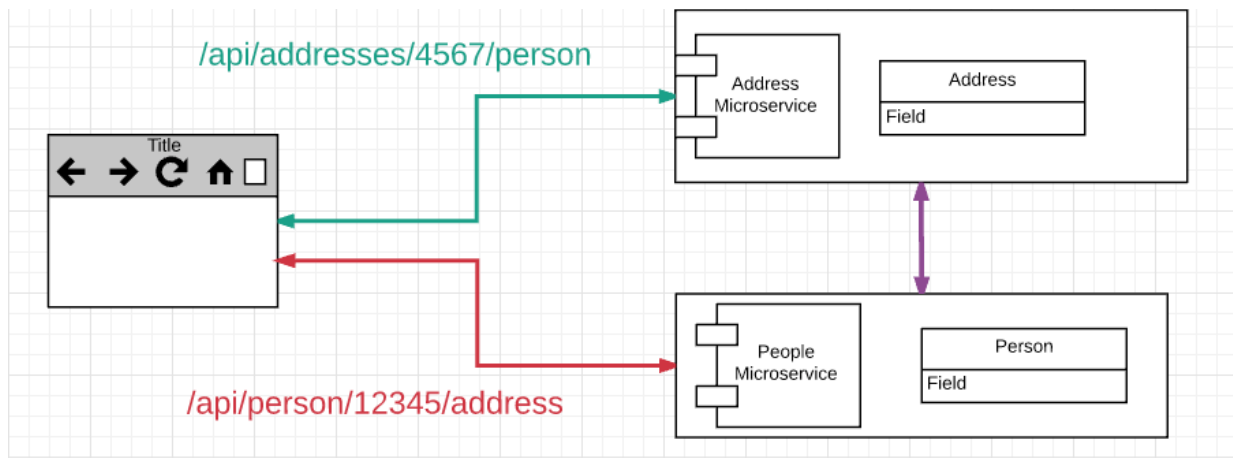 /api/addresses/4567/person
Title
Address
Microservice
Address
Field
People
Microservice
Person
Field
/api/person/12345/address